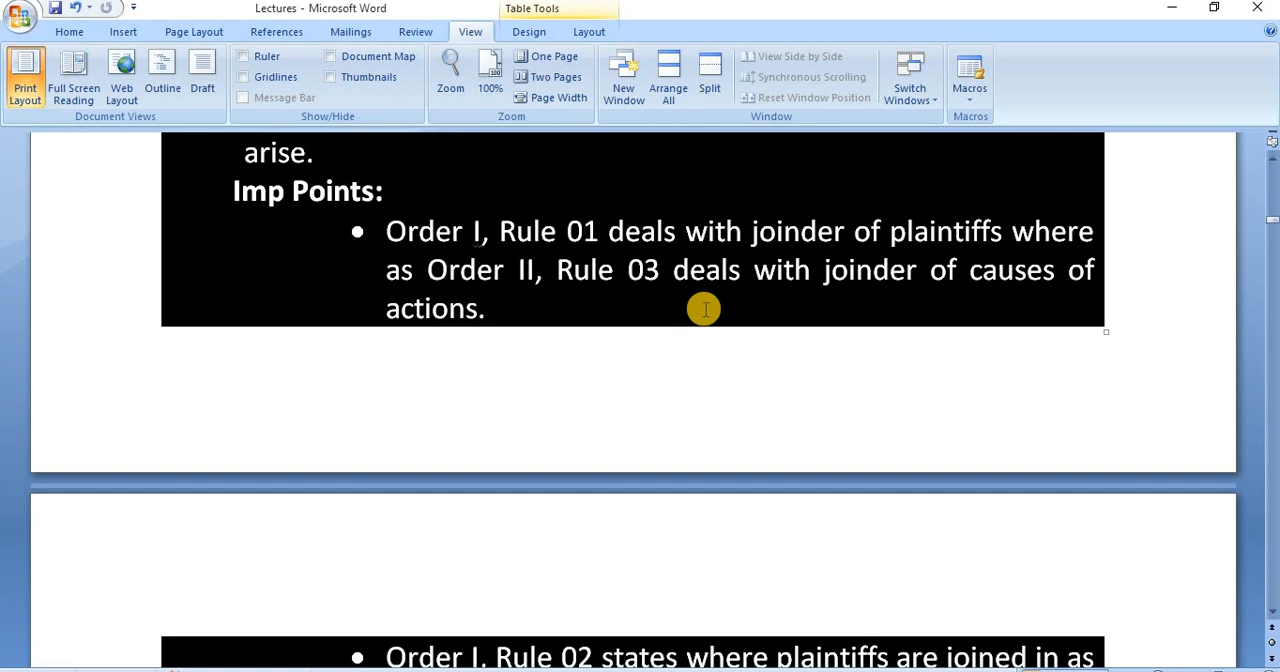 Lectures - Microsoft Word
Table Tools
Home Insert Page Layout References Mailings Review View Design Layout
Print Layout
Full Screen Reading
Web Layout
Outline
Draft
Document Views
Ruler
Gridlines
Message Bar
Document Map
Thumbnails
Show/Hide
Zoom
100%
One Page
Two Pages
Page Width
Zoom
New Window
Arrange All
Split
View Side by Side
Synchronous Scrolling
Reset Window Position
Switch Windows
Window
Macros
Macros
arise.
Imp Points:
• Order I, Rule 01 deals with joinder of plaintiffs where
as Order II, Rule 03 deals with joinder of causes of
actions.
• Order I. Rule 02 states where plaintiffs are joined in as